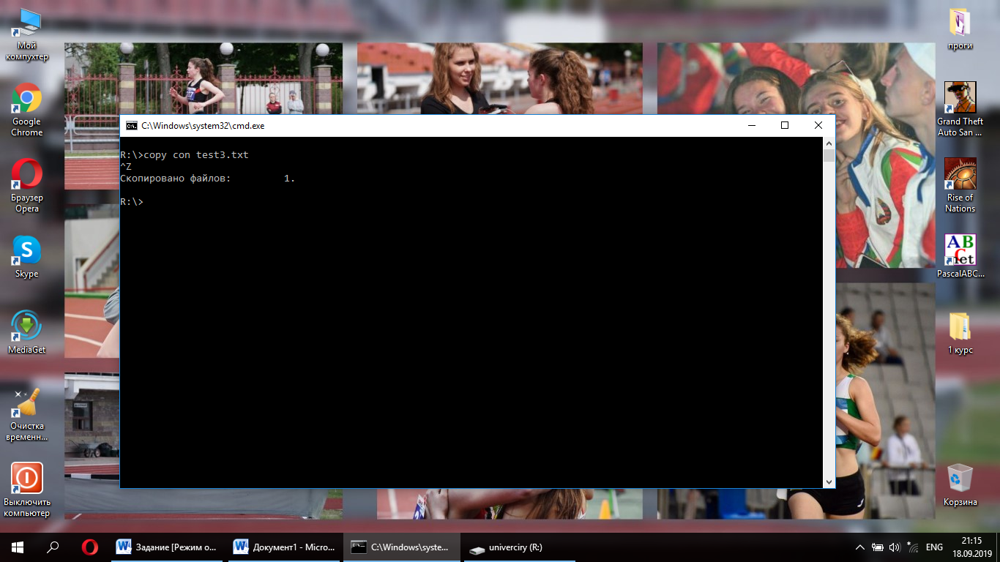 Мой
компухтер
Google
Chrome
Браузер
Opera
Skype
MediaGet
Очистка
временн...
Выключить
компьютер
C:\Windows\system32\cmd.exe
R:\>copy con test3.txt
^Z
Скопировано файлов:         1.
R:\>
проги
Grand Theft
Auto San ...
Rise of
Nations
PascalABC...
1 курс
Корзина
Задание [Режим о...
Документ1 - Micro...
C:\Windows\syste...
univerciry (R:)
ENG
21:15
18.09.2019